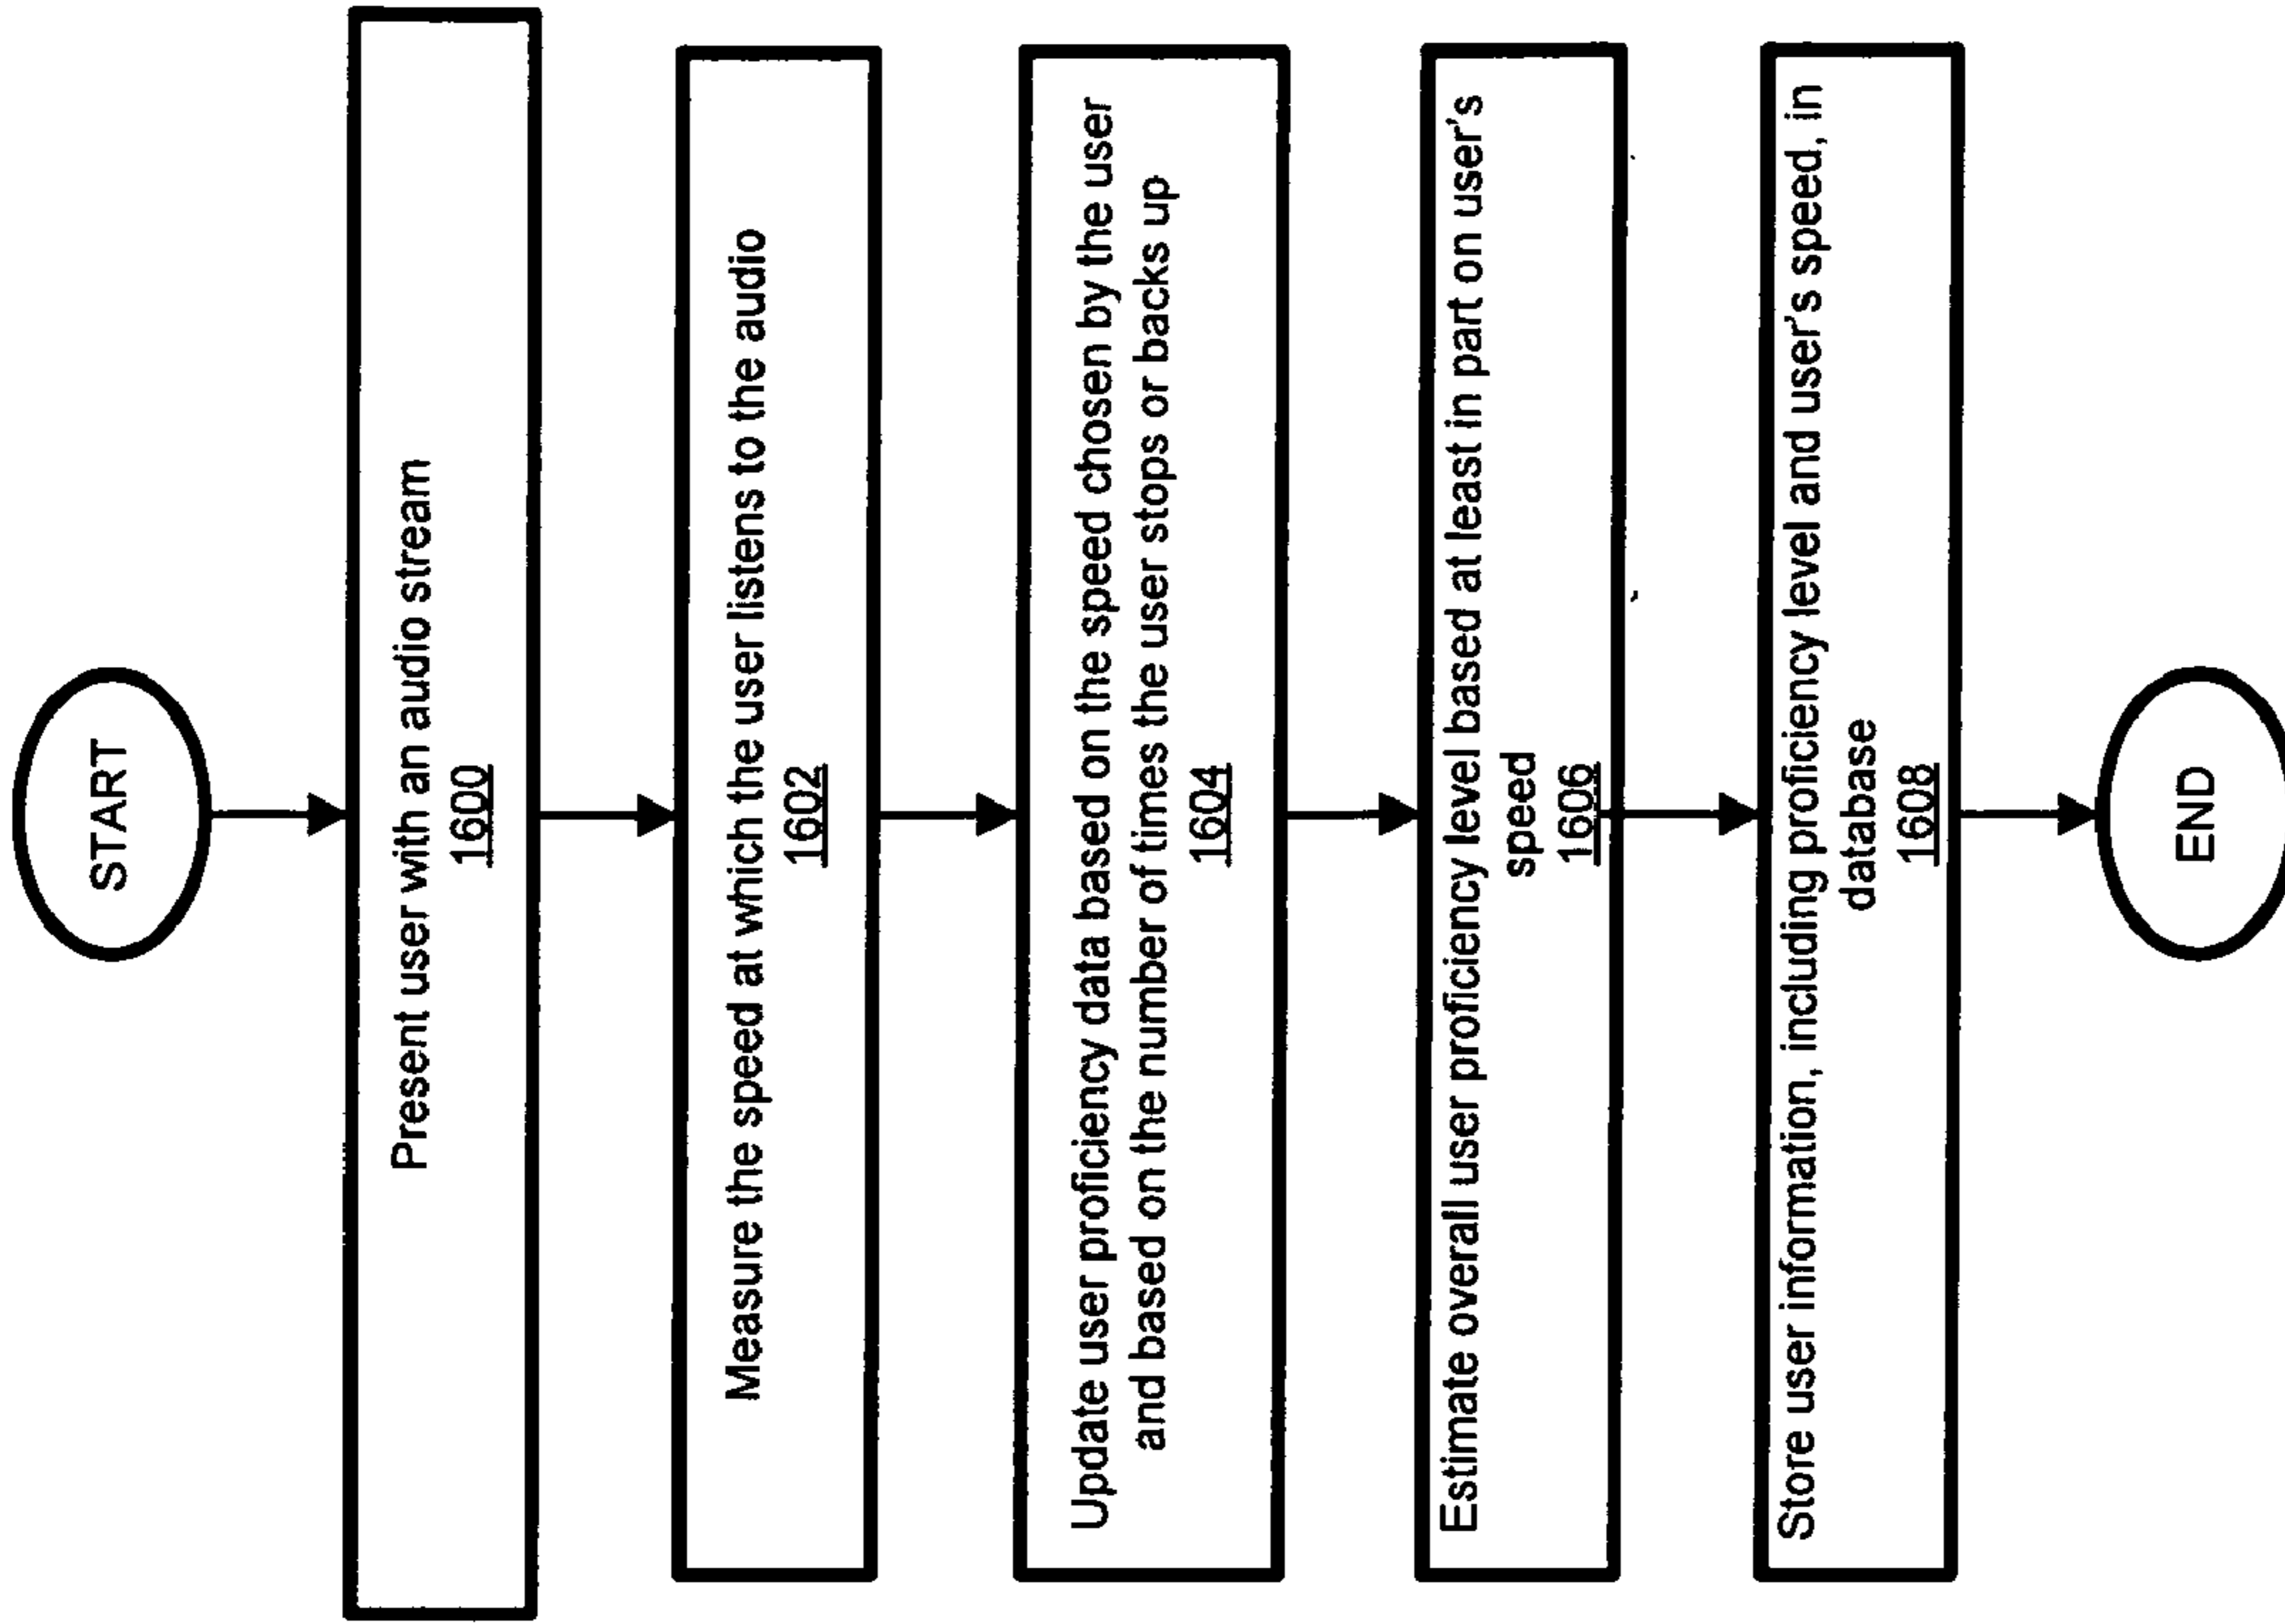 START
Present user with an audio stream
1600
Measure the speed at which the user listens to the audio
1602
Update user proficiency data based on the speed chosen by the user
and based on the number of times the user stops or backs up
1604
Estimate overall user proficiency level based at least in part on user's
speed
1606
Store user information, including proficiency level and user's speed, in
database
1608
END